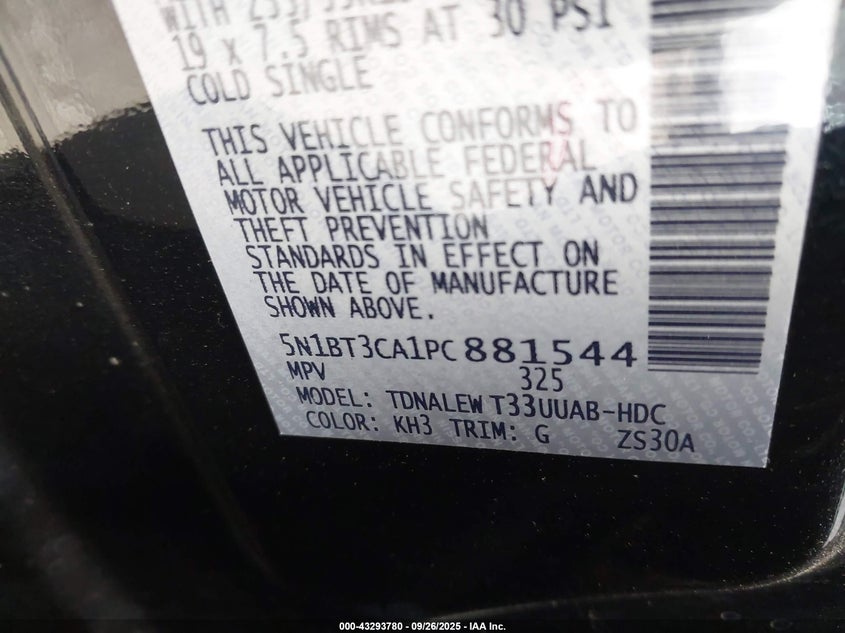 WITH
19 X 7.5 RIMS AT 30 PSI
COLD SINGLE
THIS VEHICLE CONFORMS TO
ALL APPLICABLE FEDERAL
MOTOR VEHICLE SAFETY AND
THEFT PREVENTION
STANDARDS IN EFFECT ON
THE DATE OF MANUFACTURE
SHOWN ABOVE.
5N1BT3CA1PC881544
MPV 325
MODEL: TDNALEW T33UUAB-HDC
COLOR: KH3 TRIM: G ZS30A
000-43293780 - 09/26/2025 - IAA Inc.